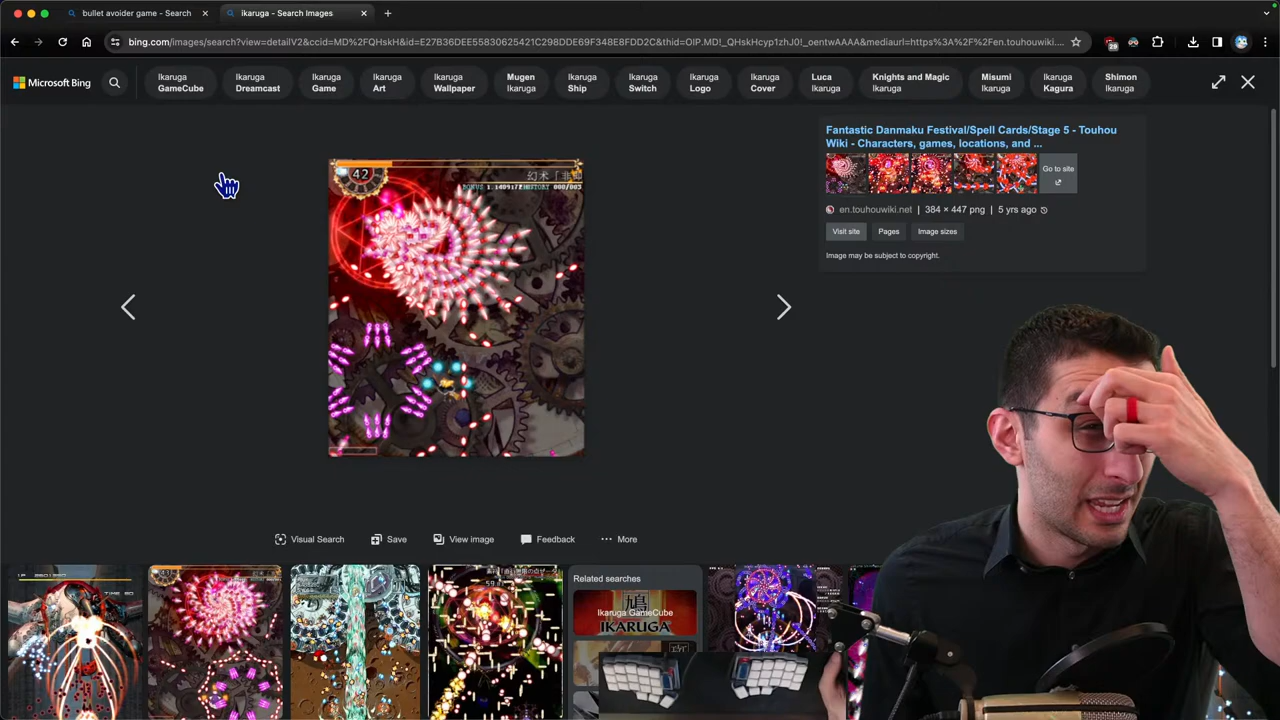 bullet avoider game - Search
ikaruga - Search Images
bing.com/images/search?view=detailV2&ccid=MD%2FQHskH&id=E27B36DEE55830625421C298DDE69F348E8FDD2C&thid=OIP.MD!_QHskHcyp1zhJ0!_oentwAAAA&mediaurl=https%3A%2F%2Fen.touhouwiki....
29
Microsoft Bing
Ikaruga GameCube
Ikaruga Dreamcast
Ikaruga Game
Ikaruga Art
Ikaruga Wallpaper
Mugen Ikaruga
Ikaruga Ship
Ikaruga Switch
Ikaruga Logo
Ikaruga Cover
Luca Ikaruga
Knights and Magic Ikaruga
Misumi Ikaruga
Ikaruga Kagura
Shimon Ikaruga
Fantastic Danmaku Festival/Spell Cards/Stage 5 - Touhou
Wiki - Characters, games, locations, and ...
Go to site
en.touhouwiki.net | 384 × 447 png | 5 yrs ago
Visit site
Pages
Image sizes
Image may be subject to copyright.
42
Visual Search
Save
View image
Feedback
More
Related searches
Ikaruga GameCube
IKARUGA